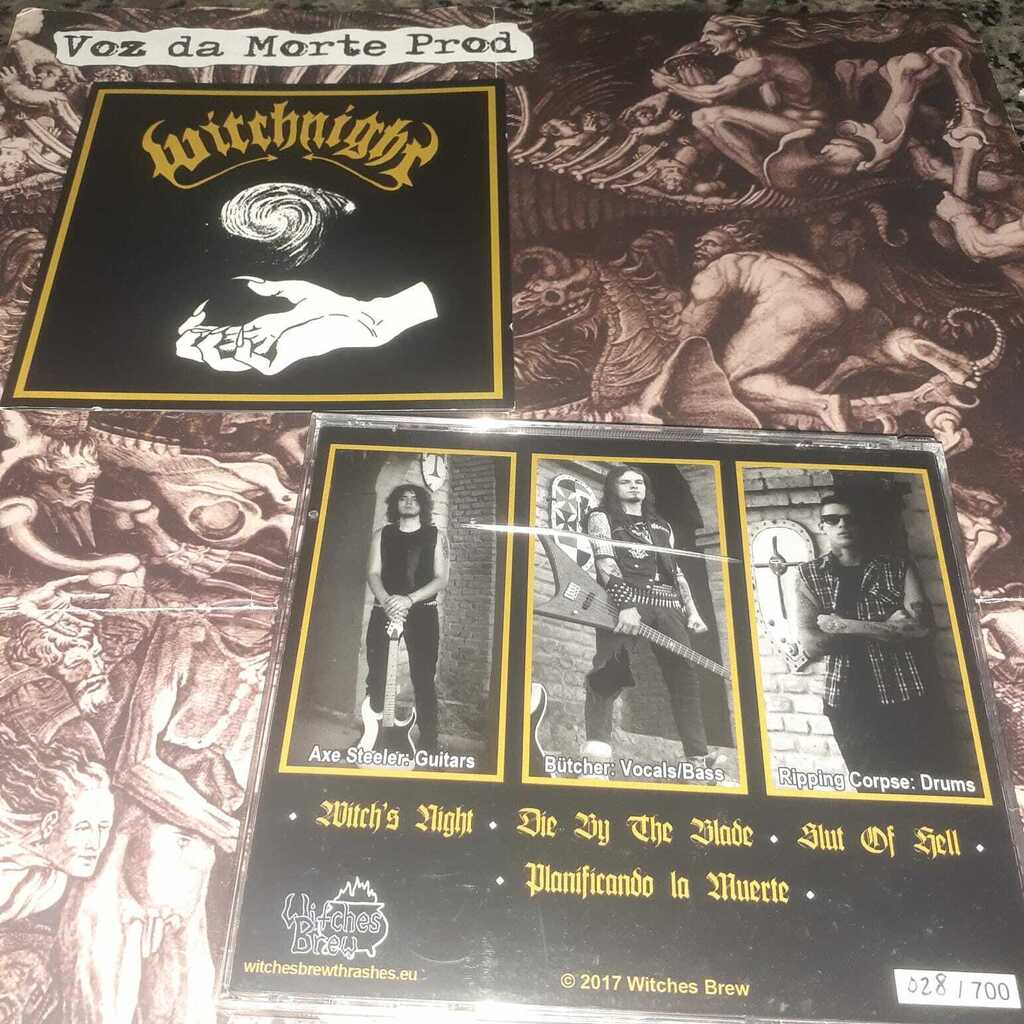 Voz da Morte Prod
Witchnight
Axe Steeler: Guitars
Bütcher: Vocals/Bass
Ripping Corpse: Drums
· Witch's Night · Die By The Blade · Slut Of Hell ·
· Planificando la Muerte ·
Witches
Brew
witchesbrewthrashes.eu
© 2017 Witches Brew
028 / 700